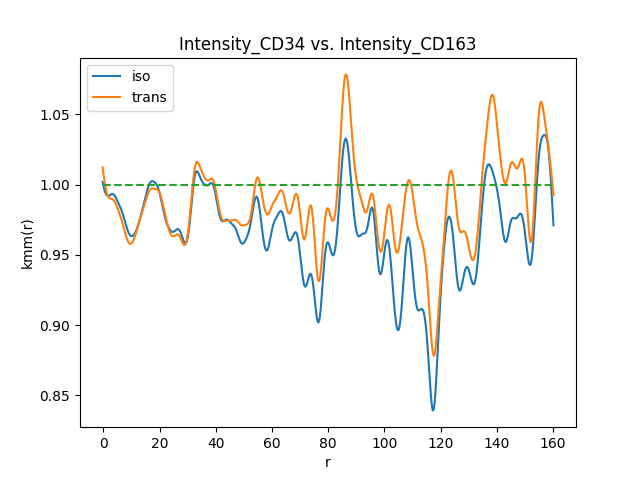 Intensity_CD34 vs. Intensity_CD163
iso
trans
1.05
1.00
0.95
0.90
0.85
kmm(r)
0 20 40 60 80 100 120 140 160
r